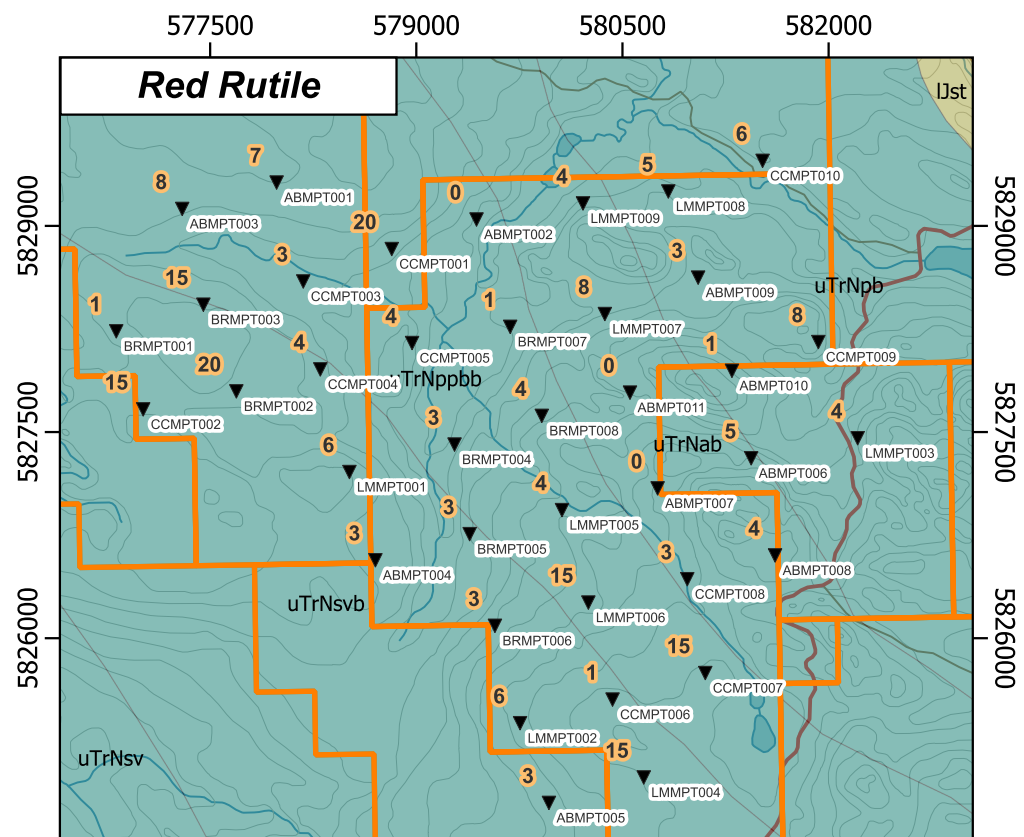 577500 579000 580500 582000
Red Rutile
lJst
6
CCMPT010
7
ABMPT001
5
LMMPT008
8
ABMPT003
4
LMMPT009
0
ABMPT002
20
CCMPT001
5829000
5829000
3
CCMPT003
3
ABMPT009
uTrNpb
15
BRMPT003
8
LMMPT007
1
BRMPT001
1
BRMPT007
4
CCMPT005
8
CCMPT009
4
CCMPT004
uTrNppbb
1
ABMPT010
20
BRMPT002
0
ABMPT011
15
CCMPT002
4
BRMPT008
5827500
5827500
3
BRMPT004
uTrNab
5
ABMPT006
4
LMMPT003
6
LMMPT001
0
ABMPT007
4
LMMPT005
3
BRMPT005
4
ABMPT008
3
ABMPT004
3
CCMPT008
uTrNsvb
15
LMMPT006
3
BRMPT006
5826000
5826000
15
CCMPT007
1
CCMPT006
6
LMMPT002
uTrNsv
15
LMMPT004
3
ABMPT005